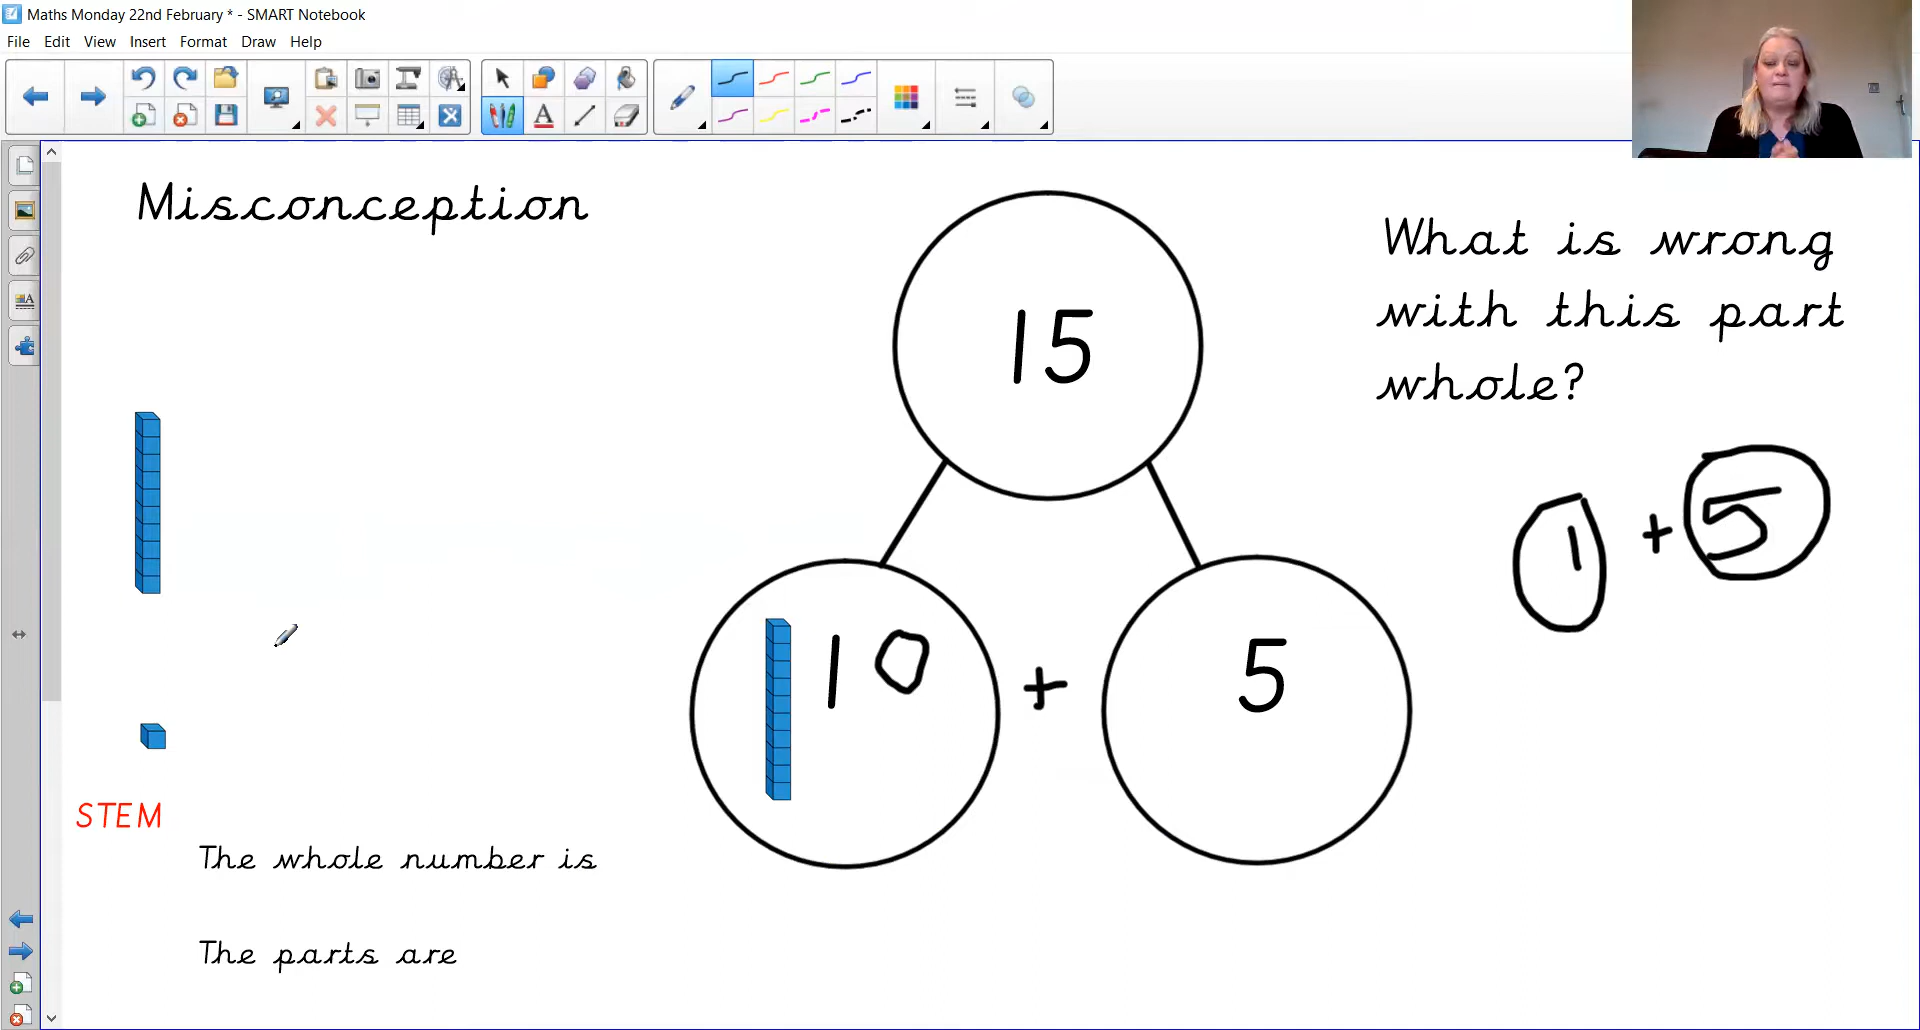 Maths Monday 22nd February * - SMART Notebook
File Edit View Insert Format Draw Help
Misconception
What is wrong
with this part
whole?
15
1 + 5
10 + 5
STEM
The whole number is
The parts are